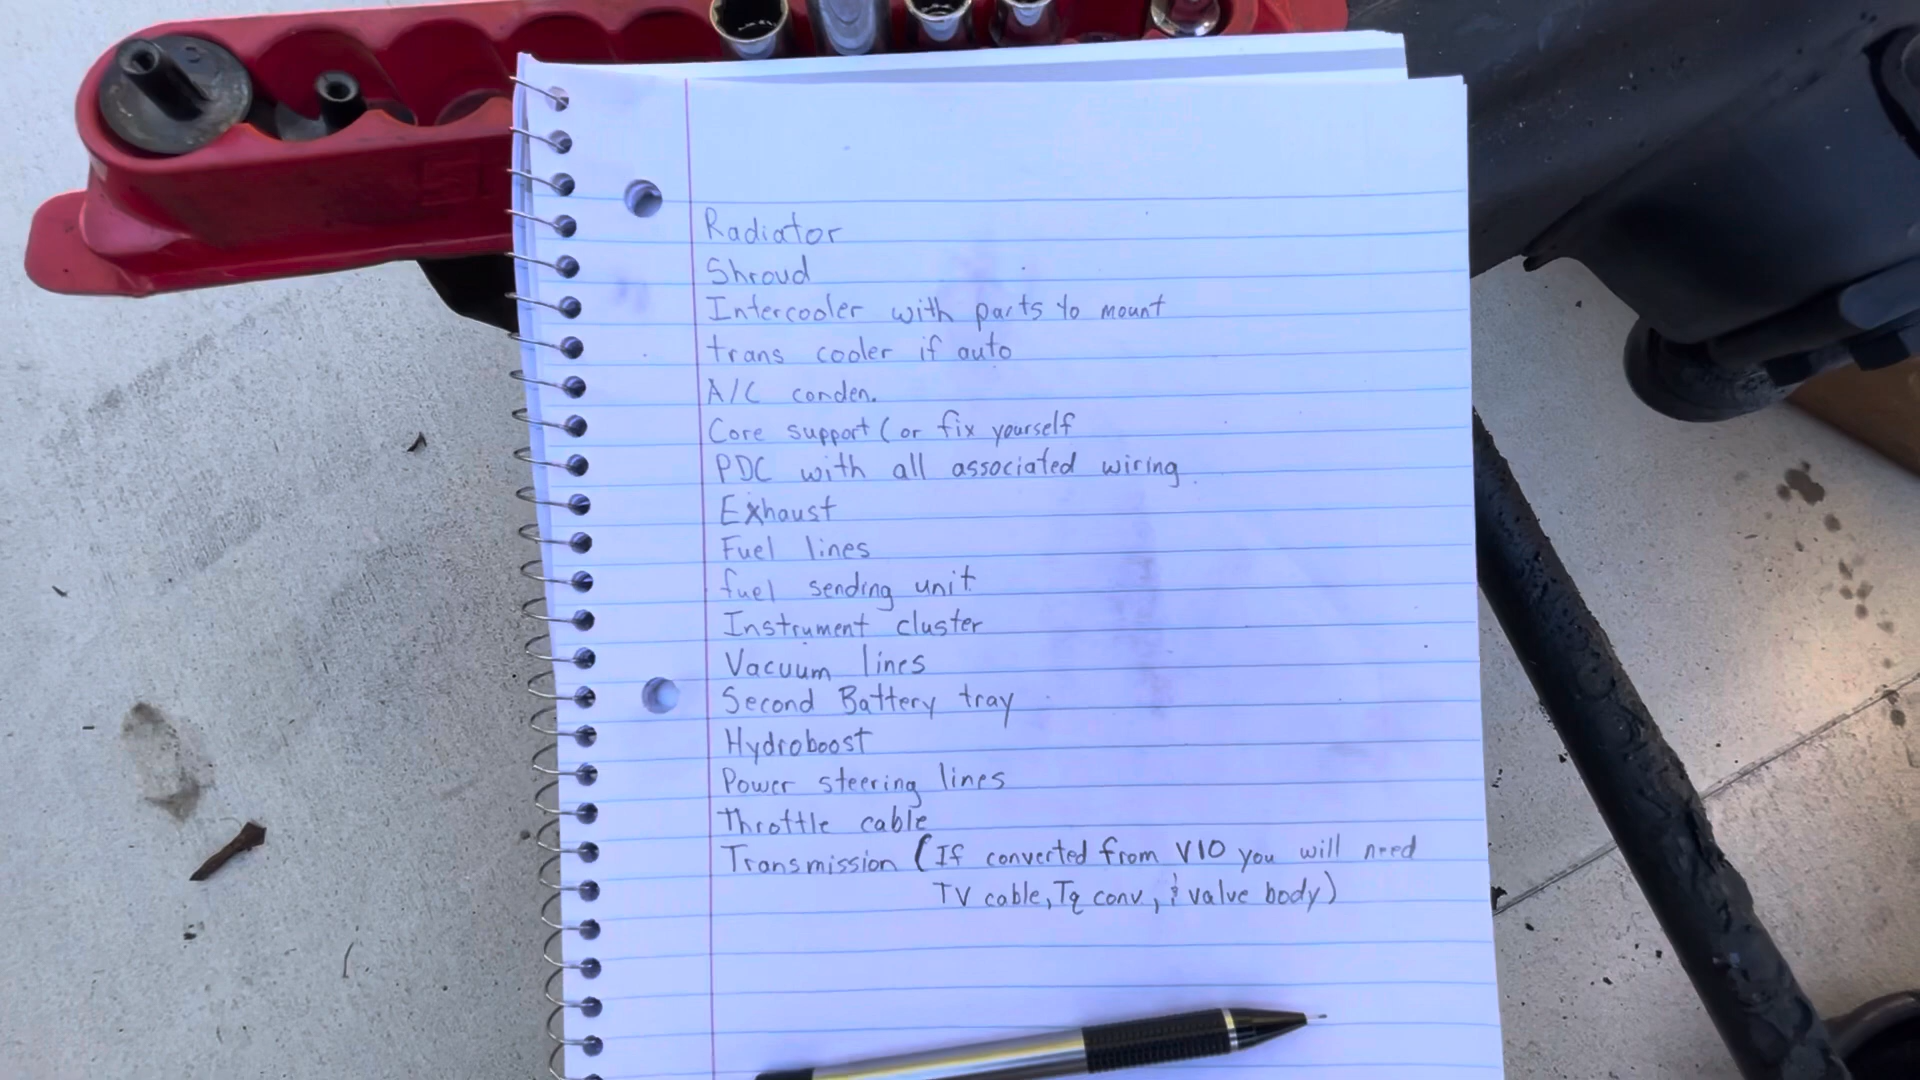 Radiator
Shroud
Intercooler with parts to mount
trans cooler if auto
A/C conden.
Core support (or fix yourself
PDC with all associated wiring
Exhaust
Fuel lines
fuel sending unit
Instrument cluster
Vacuum lines
Second Battery tray
Hydroboost
Power steering lines
Throttle cable
Transmission (If converted from V10 you will need
TV cable, Tq conv, & valve body)